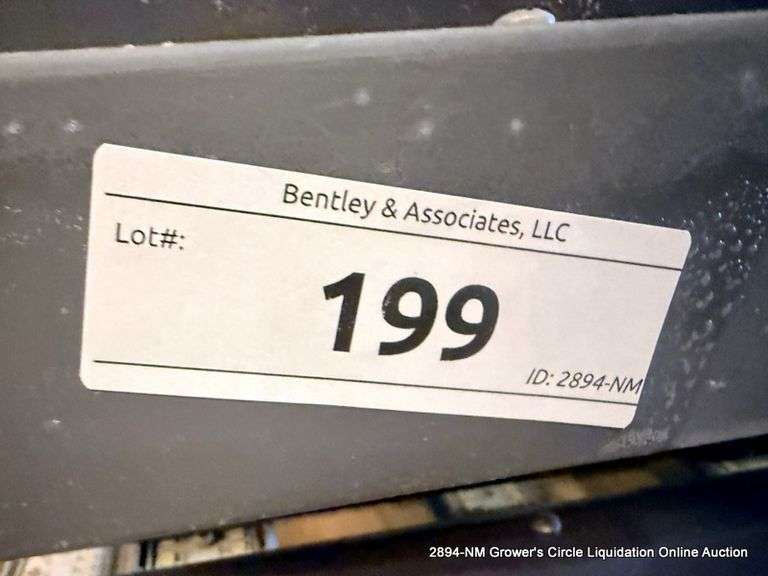 Bentley & Associates, LLC
Lot#:
199
ID: 2894-NM
2894-NM Grower's Circle Liquidation Online Auction